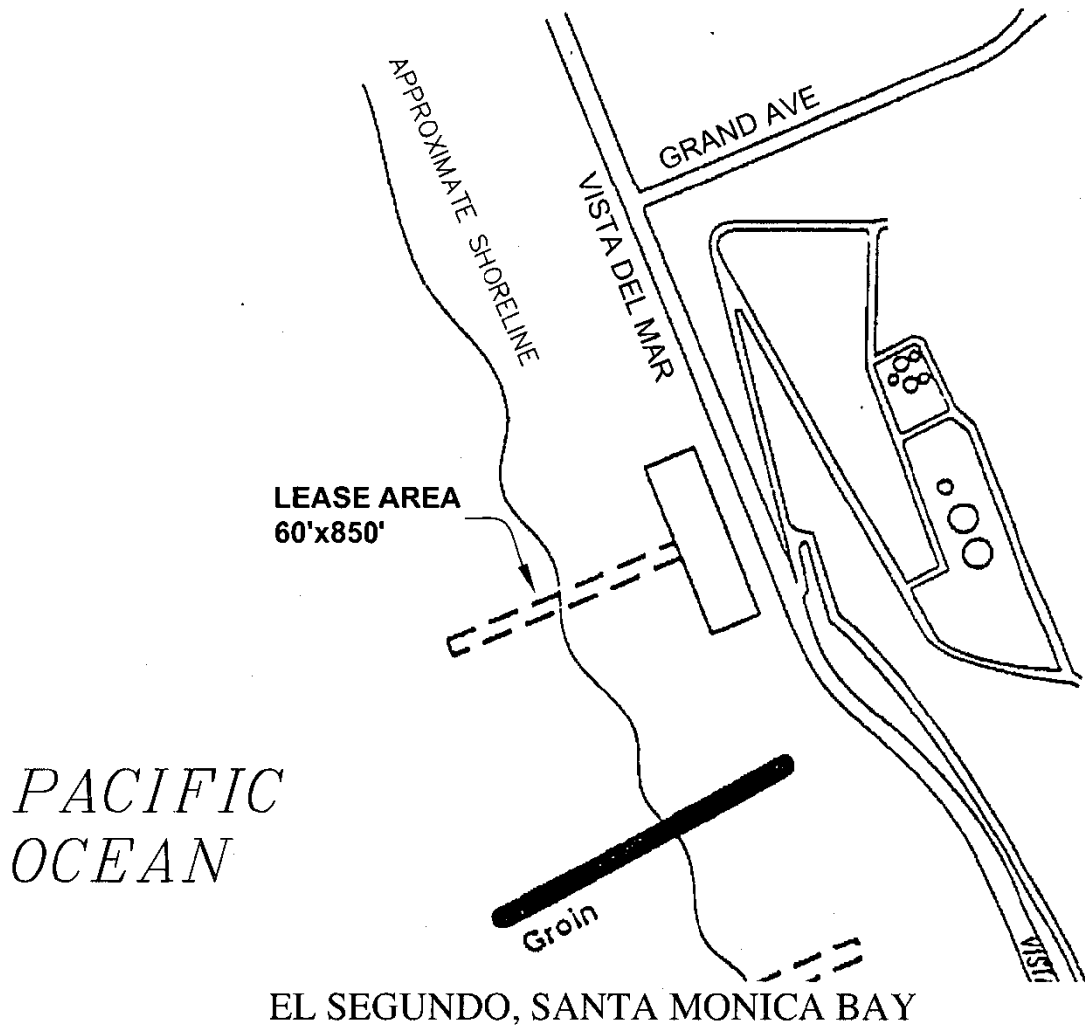 APPROXIMATE SHORELINE
GRAND AVE
VISTA DEL MAR
LEASE AREA
60'x850'
PACIFIC
OCEAN
Groin
EL SEGUNDO, SANTA MONICA BAY